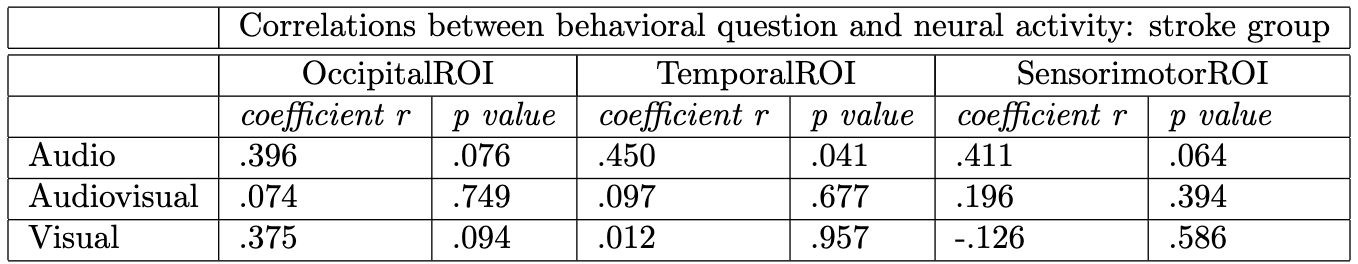 Correlations between behavioral question and neural activity: stroke group
OccipitalROI TemporalROI SensorimotorROI
coefficient r p value coefficient r p value coefficient r p value
Audio .396 .076 .450 .041 .411 .064
Audiovisual .074 .749 .097 .677 .196 .394
Visual .375 .094 .012 .957 -.126 .586